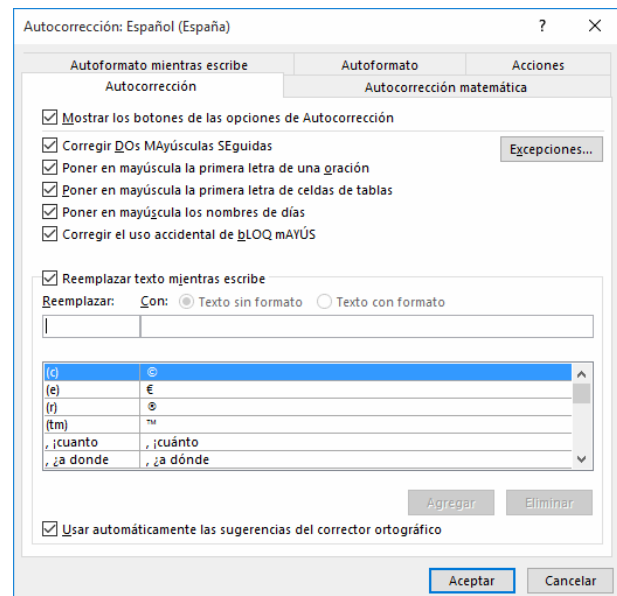 Autocorrección: Español (España) ?
Autoformato mientras escribe Autoformato Acciones
Autocorrección Autocorrección matemática
Mostrar los botones de las opciones de Autocorrección
Corregir DOs MAyúsculas SEguidas Excepciones...
Poner en mayúscula la primera letra de una oración
Poner en mayúscula la primera letra de celdas de tablas
Poner en mayúscula los nombres de días
Corregir el uso accidental de bLOQ mAYÚS
Reemplazar texto mientras escribe
Reemplazar: Con: Texto sin formato Texto con formato
(c) ©
(e) €
(r) ®
(tm) ™
, ¡cuanto , ¡cuánto
, ¿a donde , ¿a dónde
Agregar Eliminar
Usar automáticamente las sugerencias del corrector ortográfico
Aceptar Cancelar